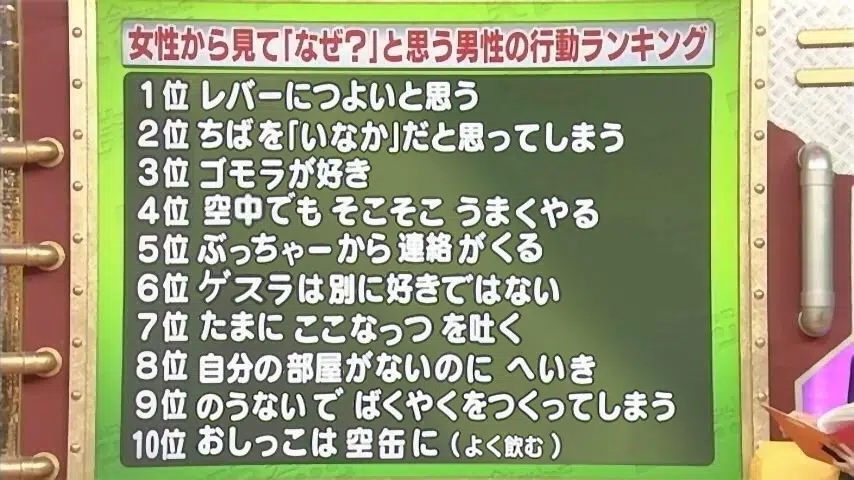 女性から見て「なぜ?」と思う男性の行動ランキング
1位 レバーにつよいと思う
2位 ちばを「いなか」だと思ってしまう
3位 ゴモラが好き
4位 空中でも そこそこ うまくやる
5位 ぶっちゃーから 連絡がくる
6位 ゲスラは 別に好きではない
7位 たまに ここなっつ を吐く
8位 自分の部屋がないのに へいき
9位 のうないで ばくやくをつくってしまう
10位 おしっこは 空缶に(よく飲む)